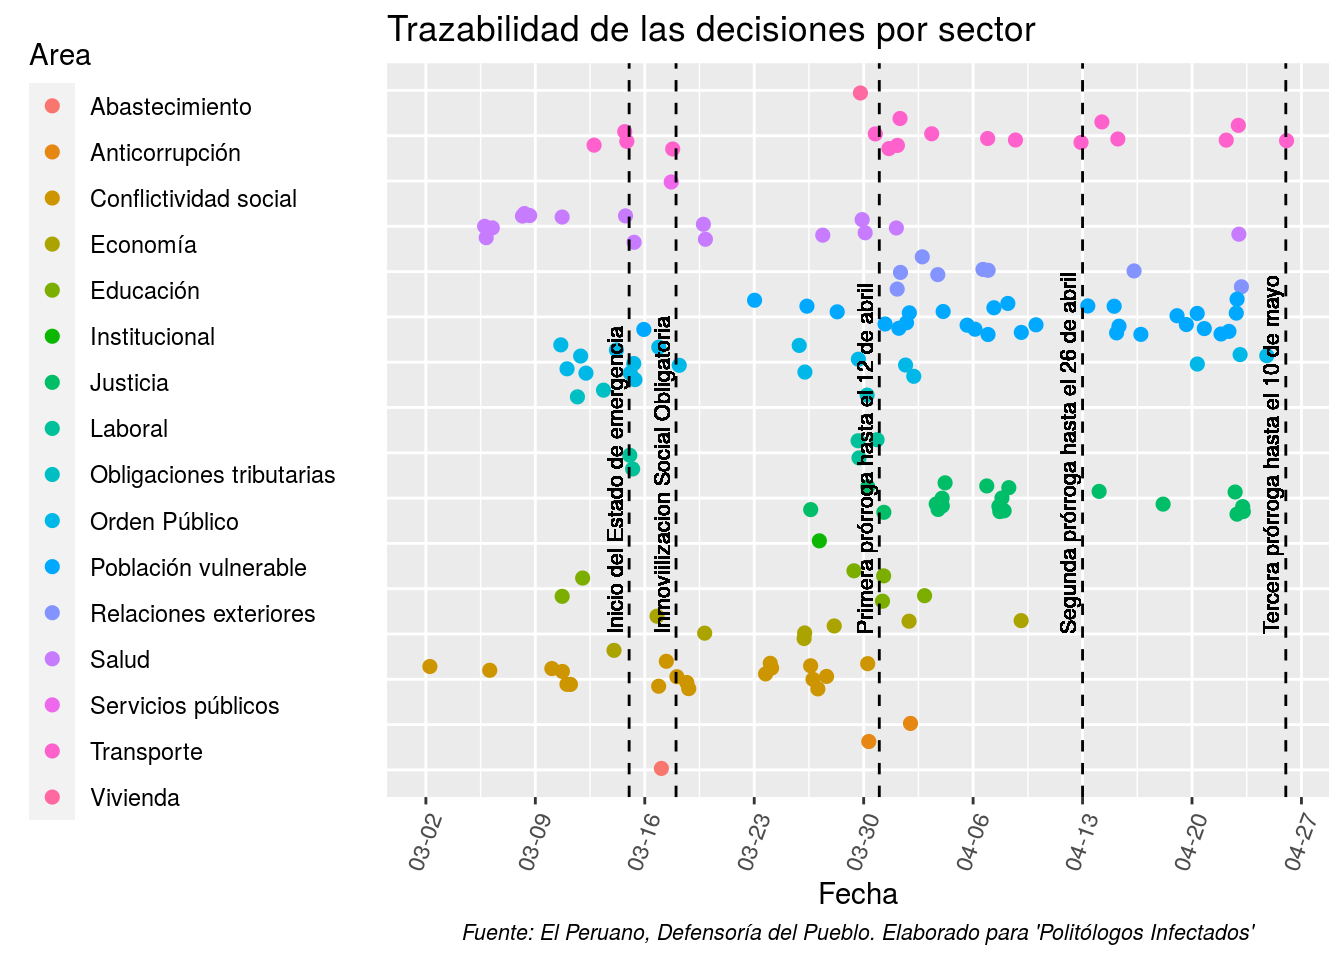 Trazabilidad de las decisiones por sector
Area
Abastecimiento
Anticorrupción
Conflictividad social
Economía
Educación
Institucional
Justicia
Laboral
Obligaciones tributarias
Orden Público
Población vulnerable
Relaciones exteriores
Salud
Servicios públicos
Transporte
Vivienda
Inicio del Estado de emergencia
Inmoviilizacion Social Obligatoria
Primera prórroga hasta el 12 de abril
Segunda prórroga hasta el 26 de abril
Tercera prórroga hasta el 10 de mayo
03-02
03-09
03-16
03-23
03-30
04-06
04-13
04-20
04-27
Fecha
Fuente: El Peruano, Defensoría del Pueblo. Elaborado para 'Politólogos Infectados'